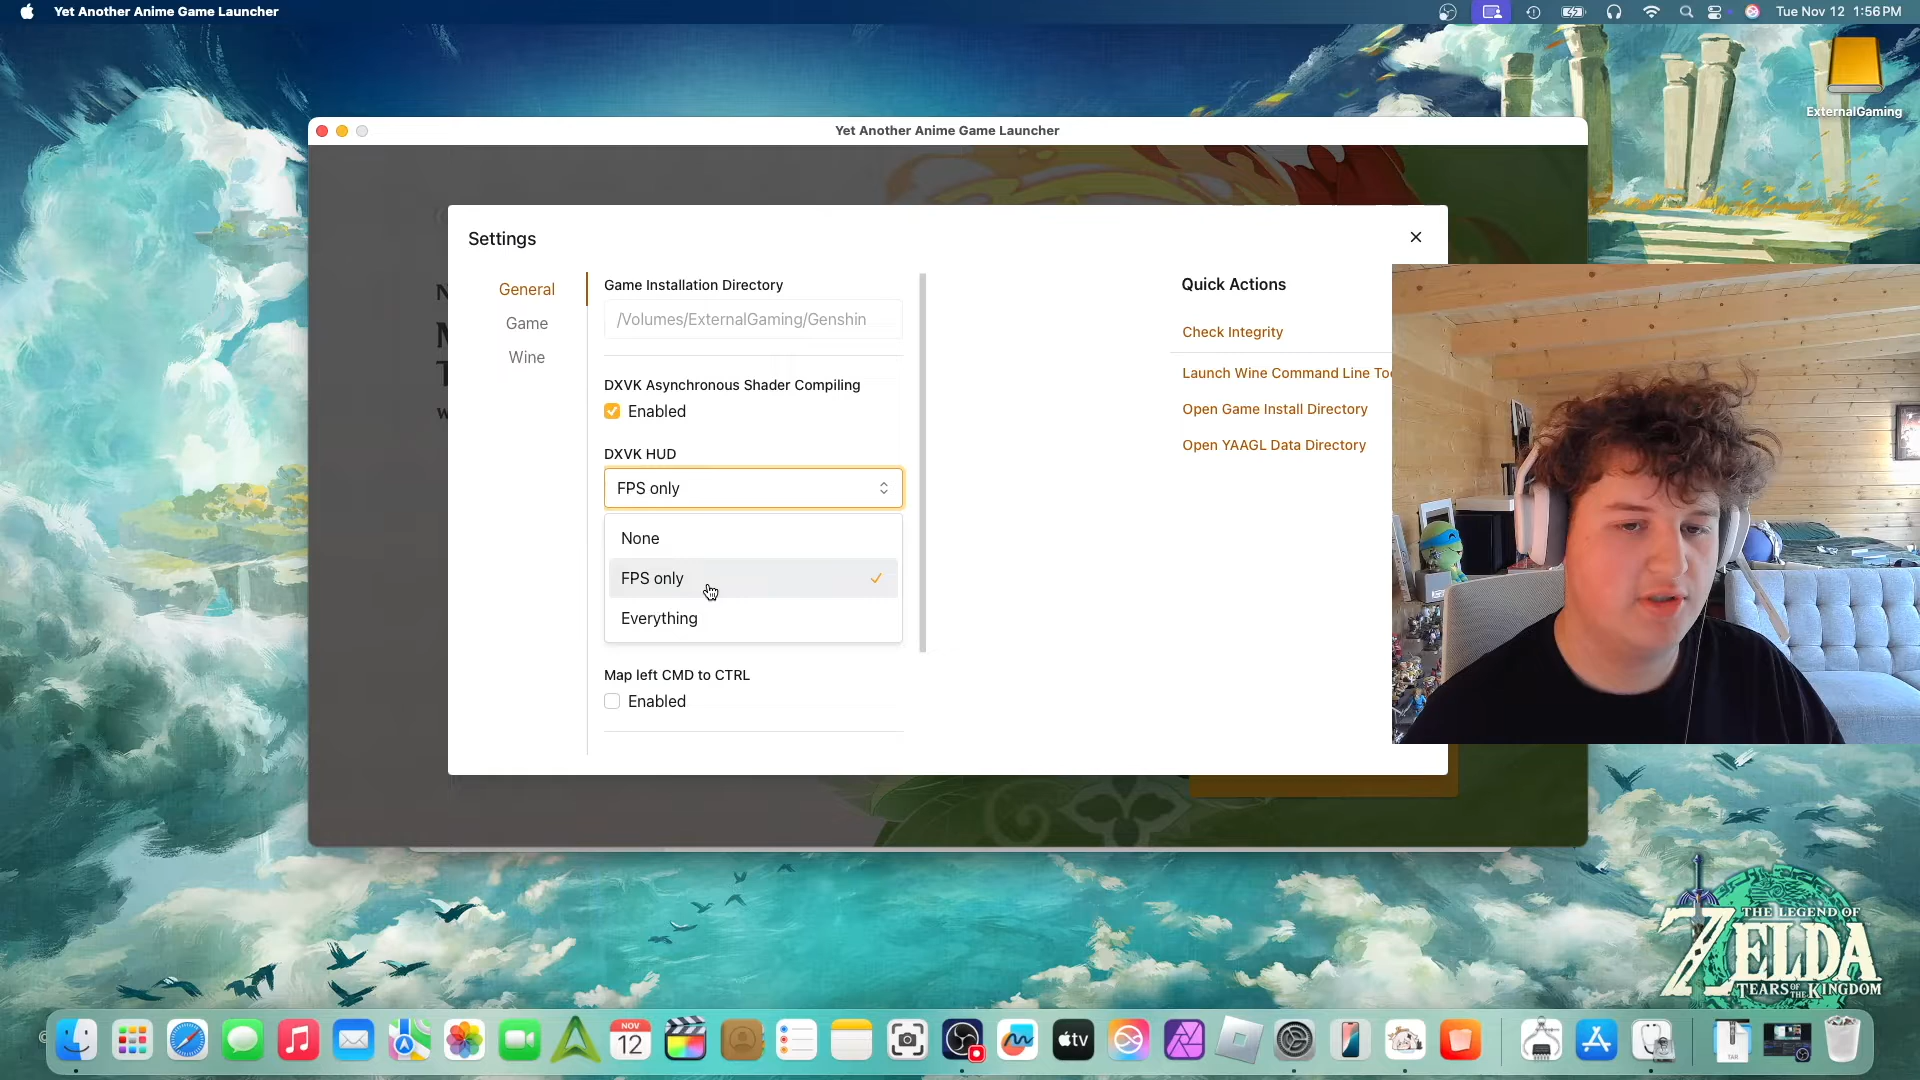 Yet Another Anime Game Launcher
Tue Nov 12 1:56 PM
ExternalGaming
Yet Another Anime Game Launcher
Settings
General
Game
Wine
Game Installation Directory
/Volumes/ExternalGaming/Genshin
DXVK Asynchronous Shader Compiling
Enabled
DXVK HUD
FPS only
None
FPS only
Everything
Map left CMD to CTRL
Enabled
Quick Actions
Check Integrity
Launch Wine Command Line
Open Game Install Directory
Open YAAGL Data Directory
THE LEGEND OF
ZELDA
TEARS OF THE KINGDOM
NOV
12
tv
TAB